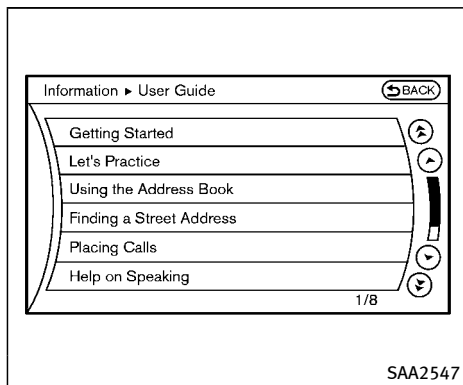 Information ▸ User Guide
BACK
Getting Started
Let's Practice
Using the Address Book
Finding a Street Address
Placing Calls
Help on Speaking
1/8
SAA2547